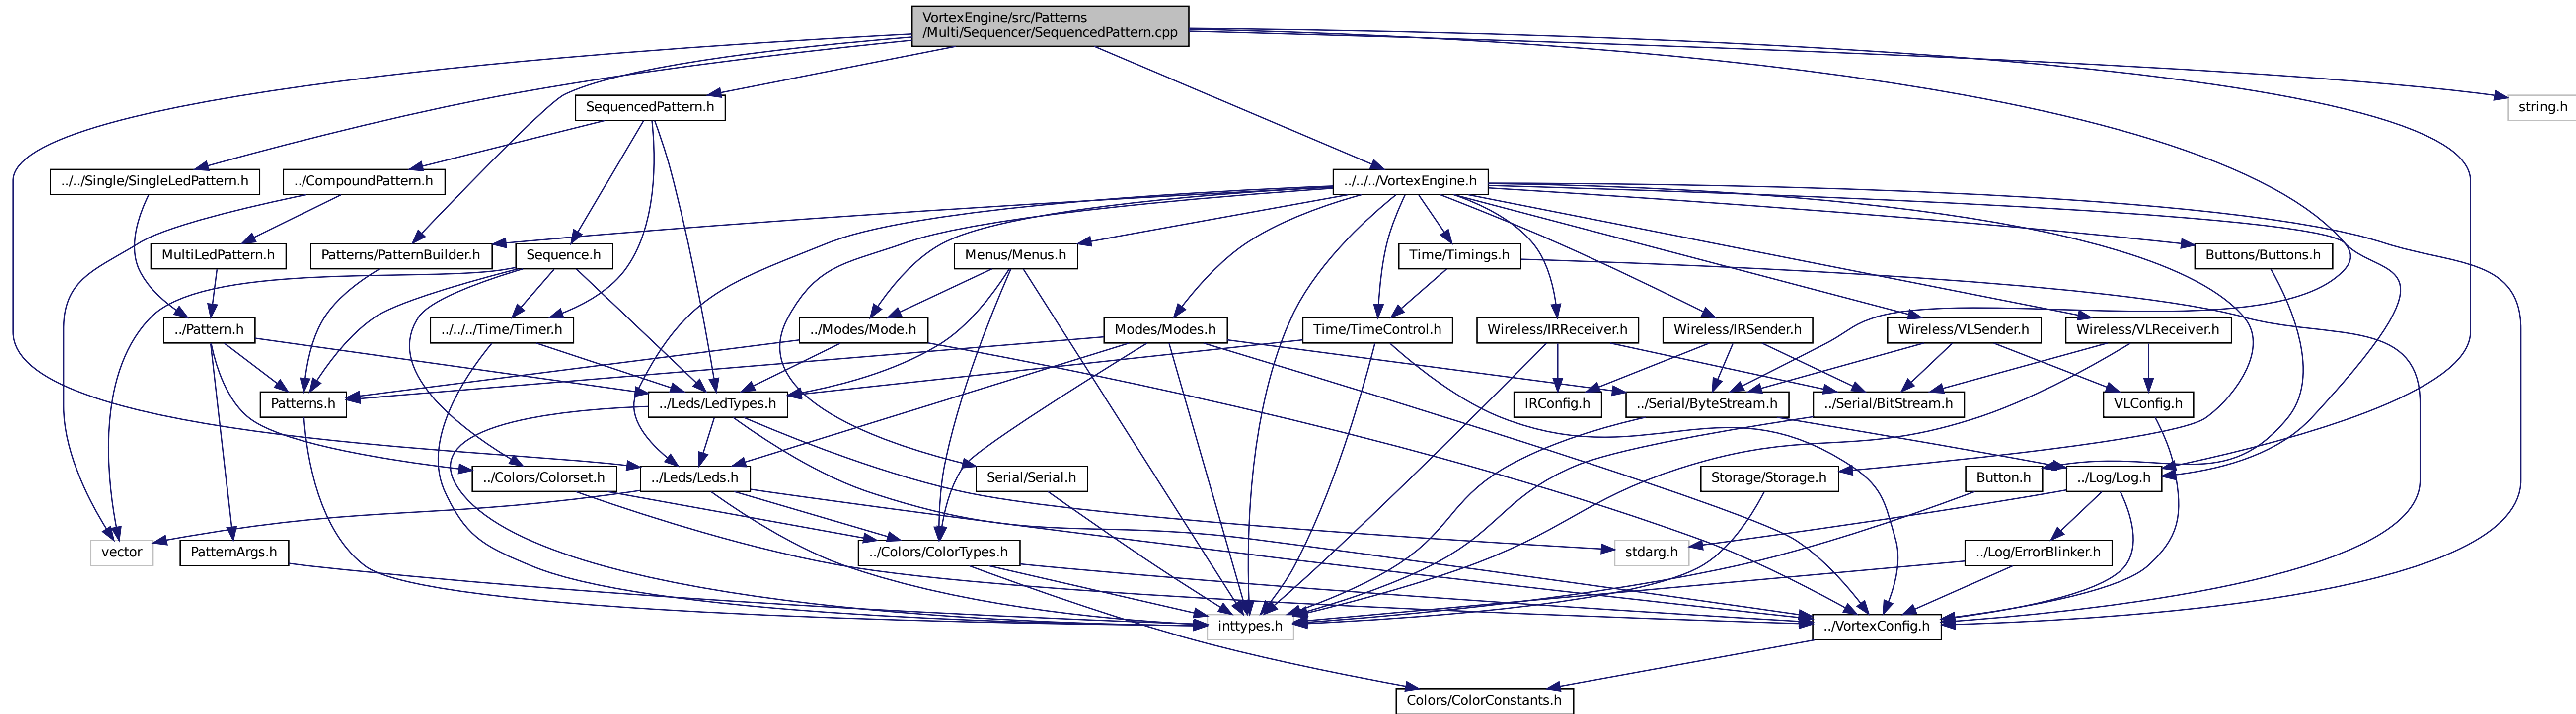 VortexEngine/src/Patterns
/Multi/Sequencer/SequencedPattern.cpp
SequencedPattern.h
string.h
../../Single/SingleLedPattern.h
../CompoundPattern.h
../../../VortexEngine.h
MultiLedPattern.h
Patterns/PatternBuilder.h
Sequence.h
Menus/Menus.h
Time/Timings.h
Buttons/Buttons.h
../Pattern.h
../../../Time/Timer.h
../Modes/Mode.h
Modes/Modes.h
Time/TimeControl.h
Wireless/IRReceiver.h
Wireless/IRSender.h
Wireless/VLSender.h
Wireless/VLReceiver.h
Patterns.h
../Leds/LedTypes.h
IRConfig.h
../Serial/ByteStream.h
../Serial/BitStream.h
VLConfig.h
../Colors/Colorset.h
../Leds/Leds.h
Serial/Serial.h
Storage/Storage.h
Button.h
../Log/Log.h
vector
PatternArgs.h
../Colors/ColorTypes.h
stdarg.h
../Log/ErrorBlinker.h
inttypes.h
../VortexConfig.h
Colors/ColorConstants.h